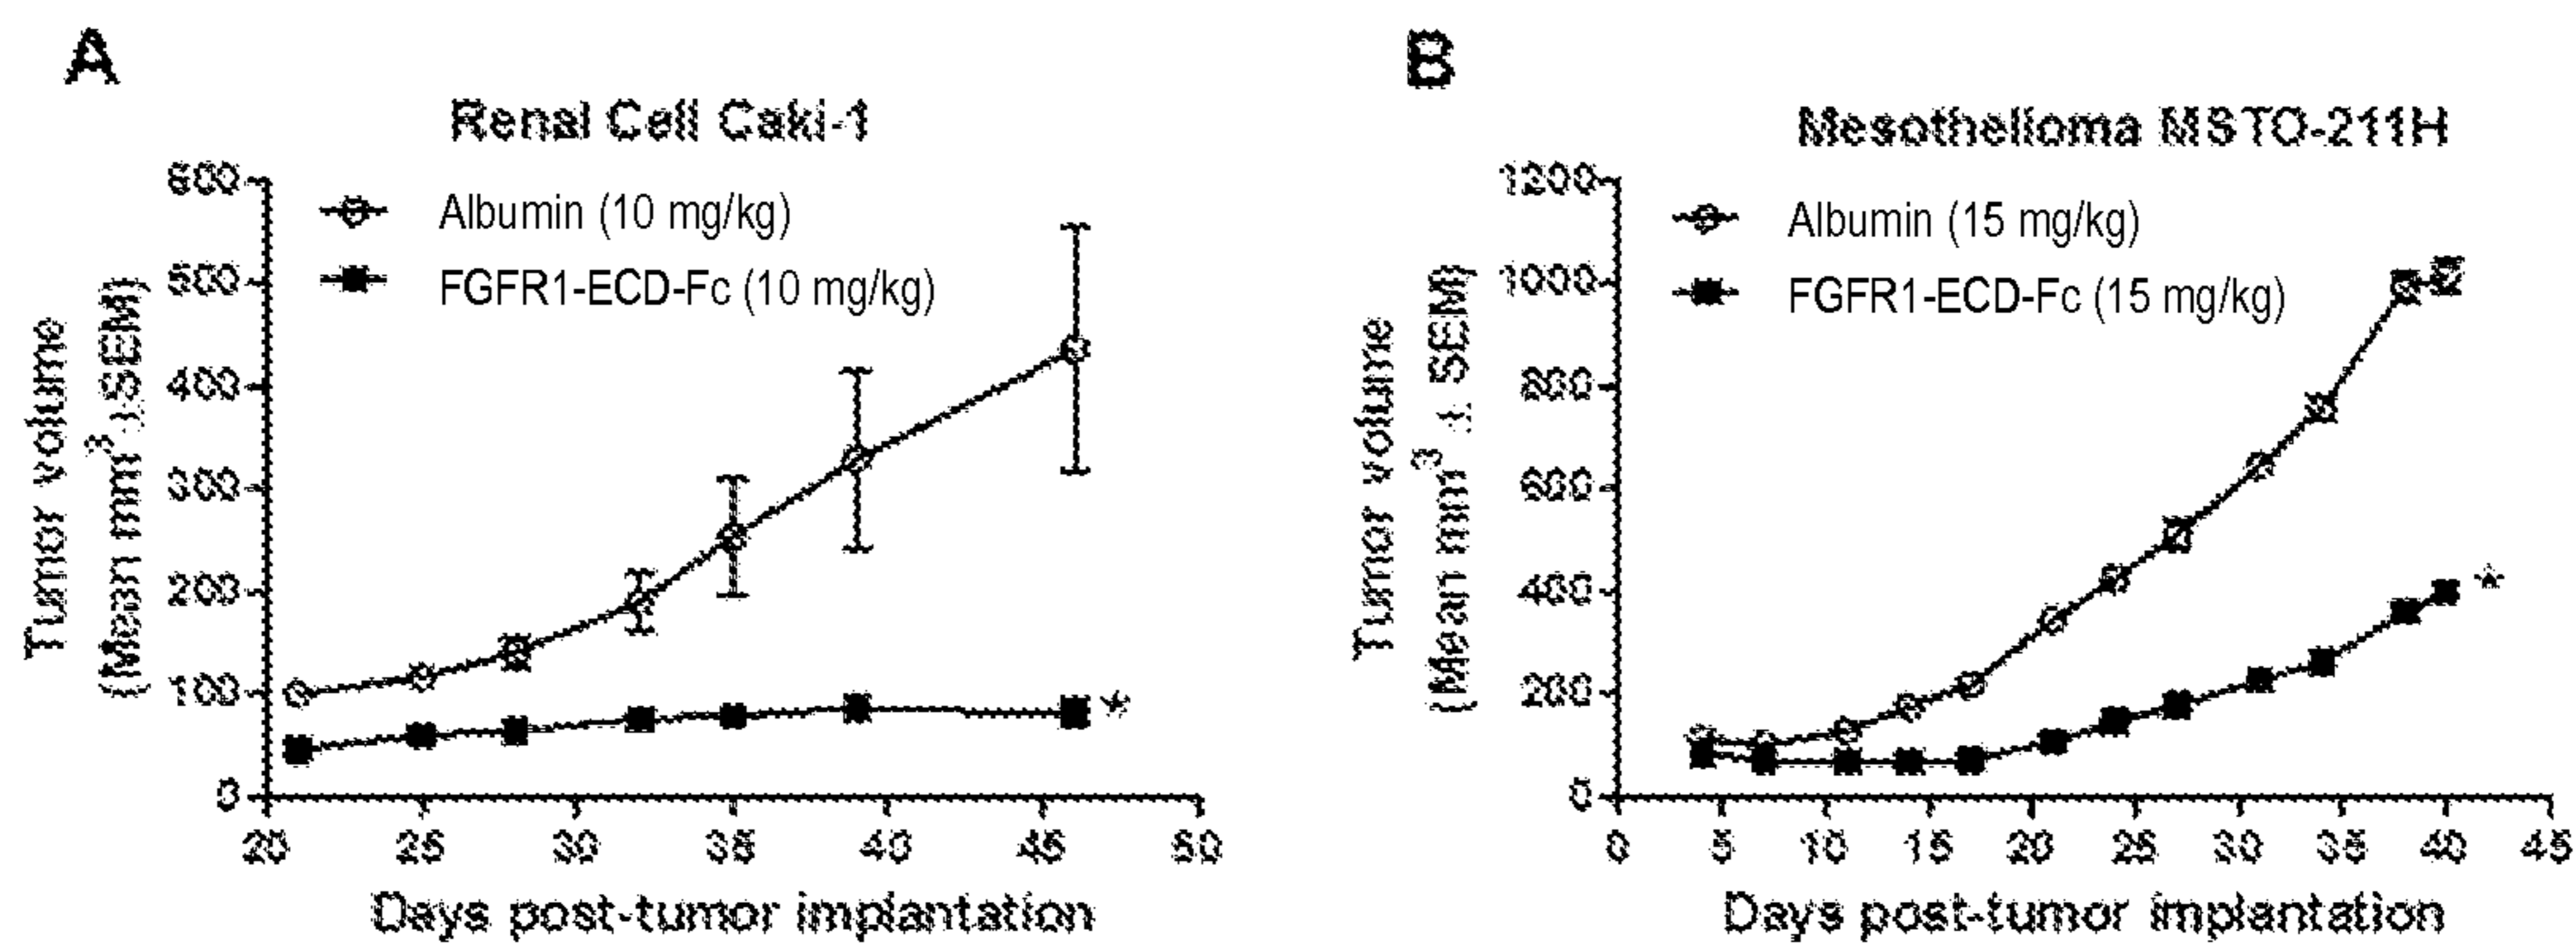 A
Renal Cell Caki-1
Albumin (10 mg/kg)
FGFR1-ECD-Fc (10 mg/kg)
Tumor volume
(Mean mm³ ±SEM)
600
500
400
300
200
100
0
20 25 30 35 40 45 50
Days post-tumor implantation
*
B
Mesothelioma MSTO-211H
Albumin (15 mg/kg)
FGFR1-ECD-Fc (15 mg/kg)
Tumor volume
(Mean mm³ ± SEM)
1200
1000
800
600
400
200
0
0 5 10 15 20 25 30 35 40 45
Days post-tumor implantation
*